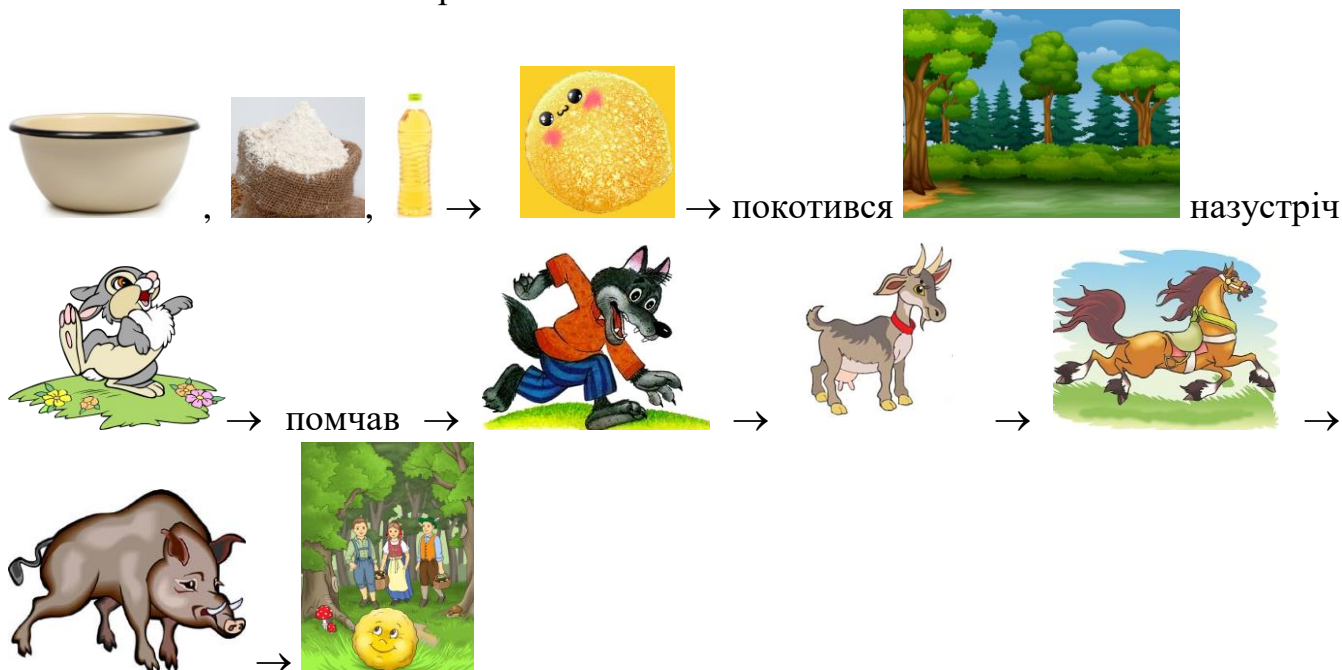 , , → → покотився назустріч
→ помчав → → →
→